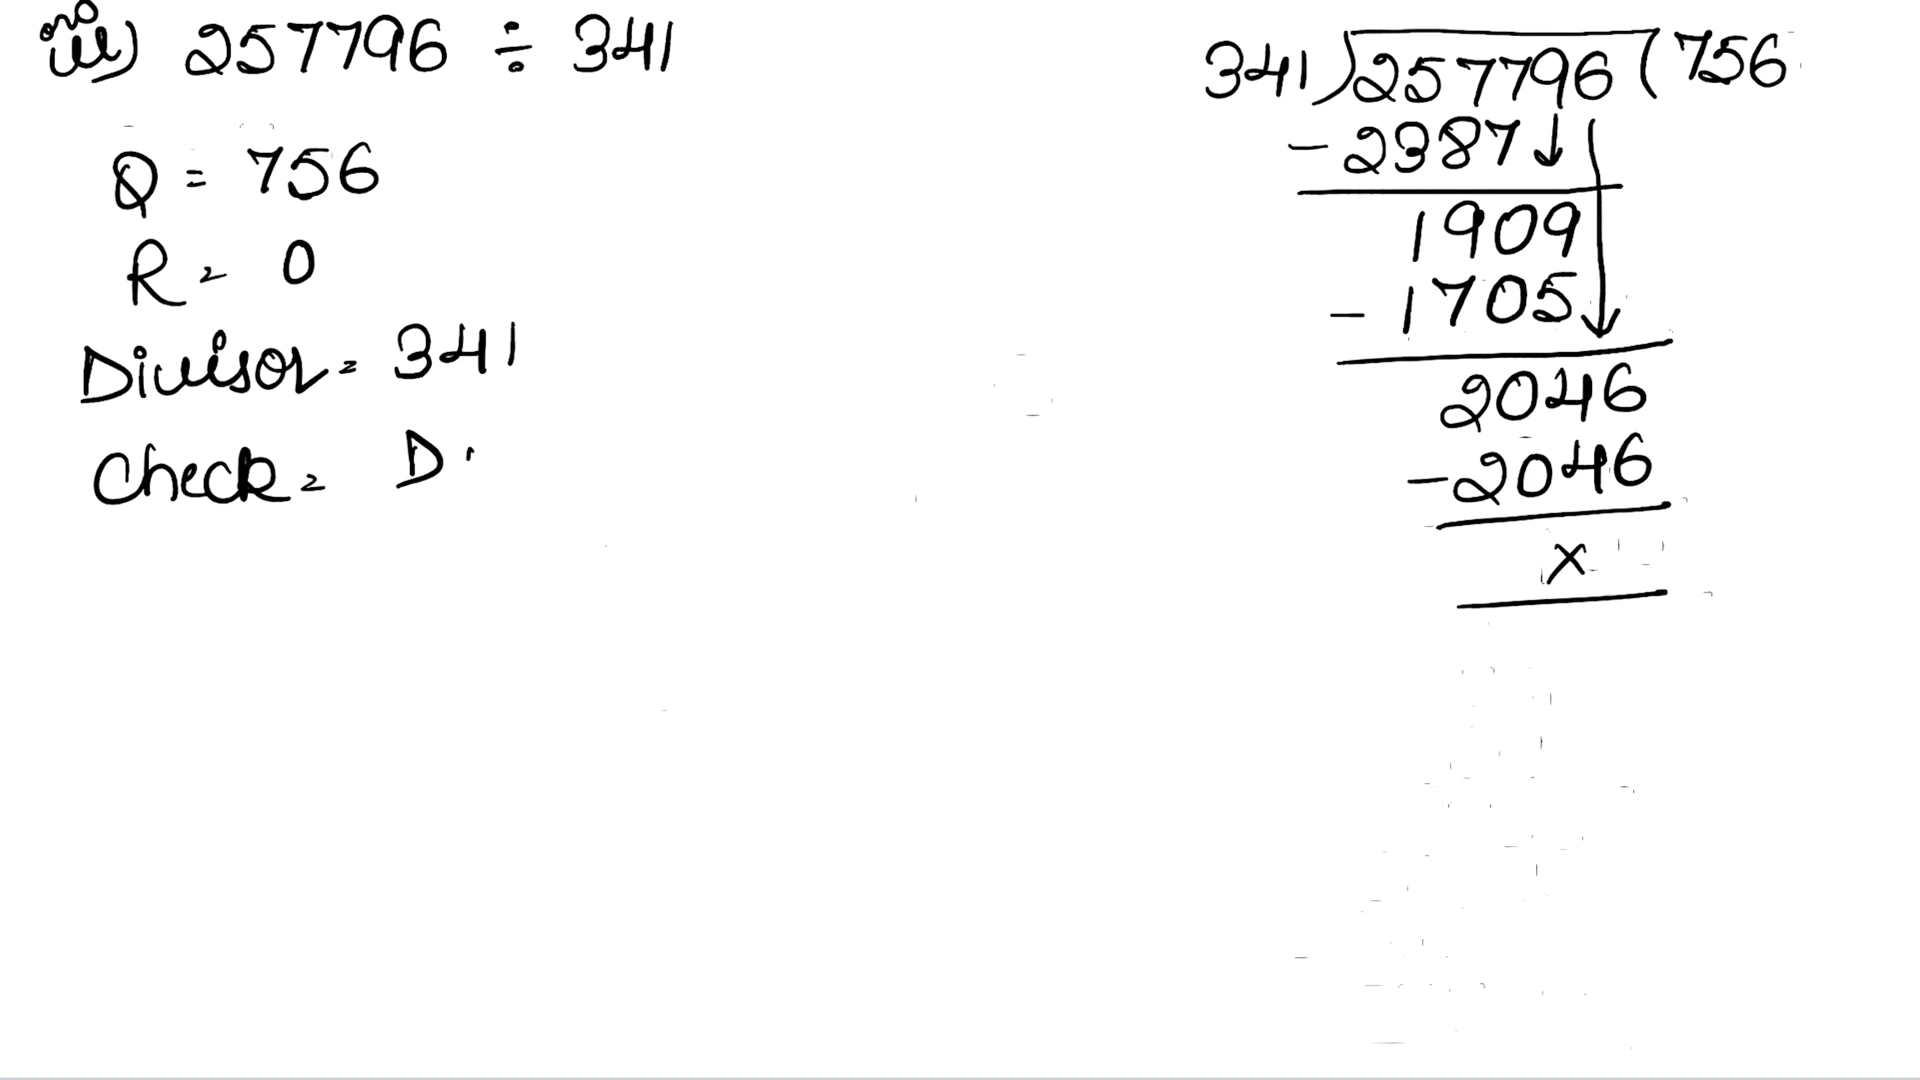 iii) 257796 ÷ 341
Q = 756
R = 0
Divisor = 341
Check = D.
341)257796(756
- 2387↓
1909
- 1705↓
2046
- 2046
x